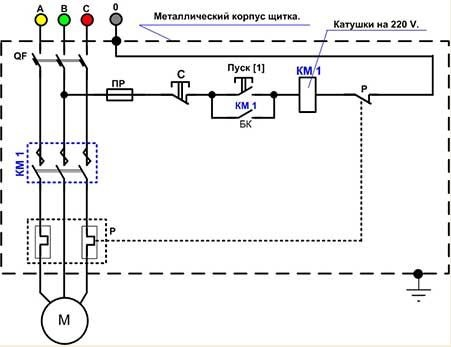 A B C 0
Металлический корпус щитка.
Катушки на 220 V.
QF
ПР
С
Пуск [1]
КМ 1
Р
КМ 1
БК
КМ 1
Р
М